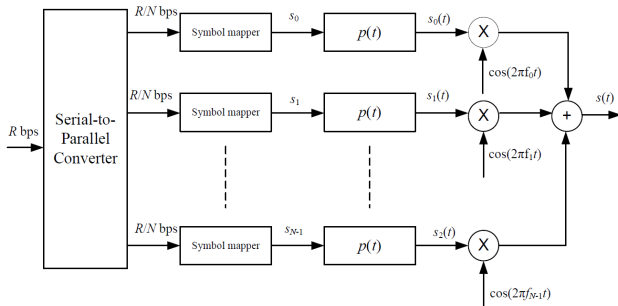 R/N bps
Symbol mapper
s0
p(t)
s0(t)
X
cos(2πf0t)
R bps
Serial-to-
Parallel
Converter
R/N bps
Symbol mapper
s1
p(t)
s1(t)
X
cos(2πf1t)
+
s(t)
R/N bps
Symbol mapper
sN-1
p(t)
s2(t)
X
cos(2πfN-1t)